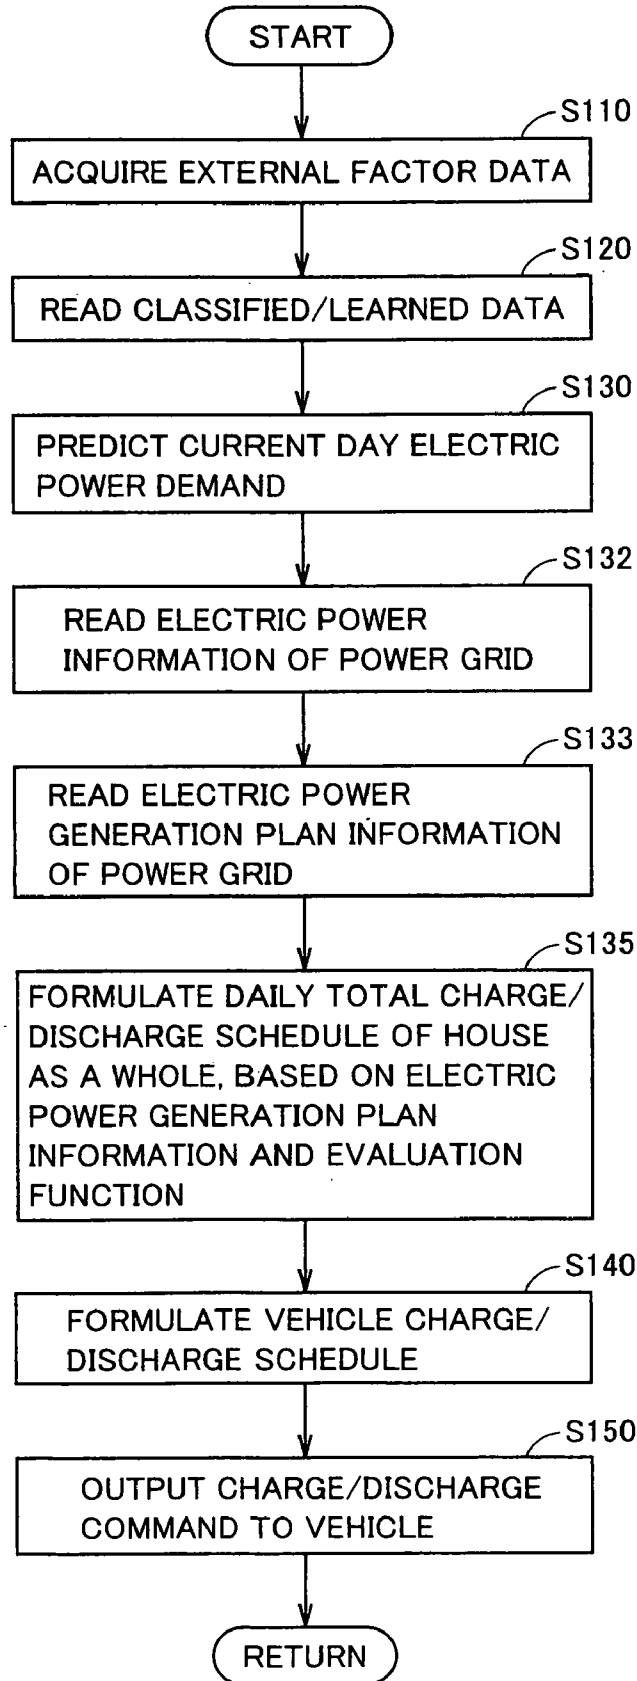 START
S110
ACQUIRE EXTERNAL FACTOR DATA
S120
READ CLASSIFIED/LEARNED DATA
S130
PREDICT CURRENT DAY ELECTRIC
POWER DEMAND
S132
READ ELECTRIC POWER
INFORMATION OF POWER GRID
S133
READ ELECTRIC POWER
GENERATION PLAN INFORMATION
OF POWER GRID
S135
FORMULATE DAILY TOTAL CHARGE/
DISCHARGE SCHEDULE OF HOUSE
AS A WHOLE, BASED ON ELECTRIC
POWER GENERATION PLAN
INFORMATION AND EVALUATION
FUNCTION
S140
FORMULATE VEHICLE CHARGE/
DISCHARGE SCHEDULE
S150
OUTPUT CHARGE/DISCHARGE
COMMAND TO VEHICLE
RETURN